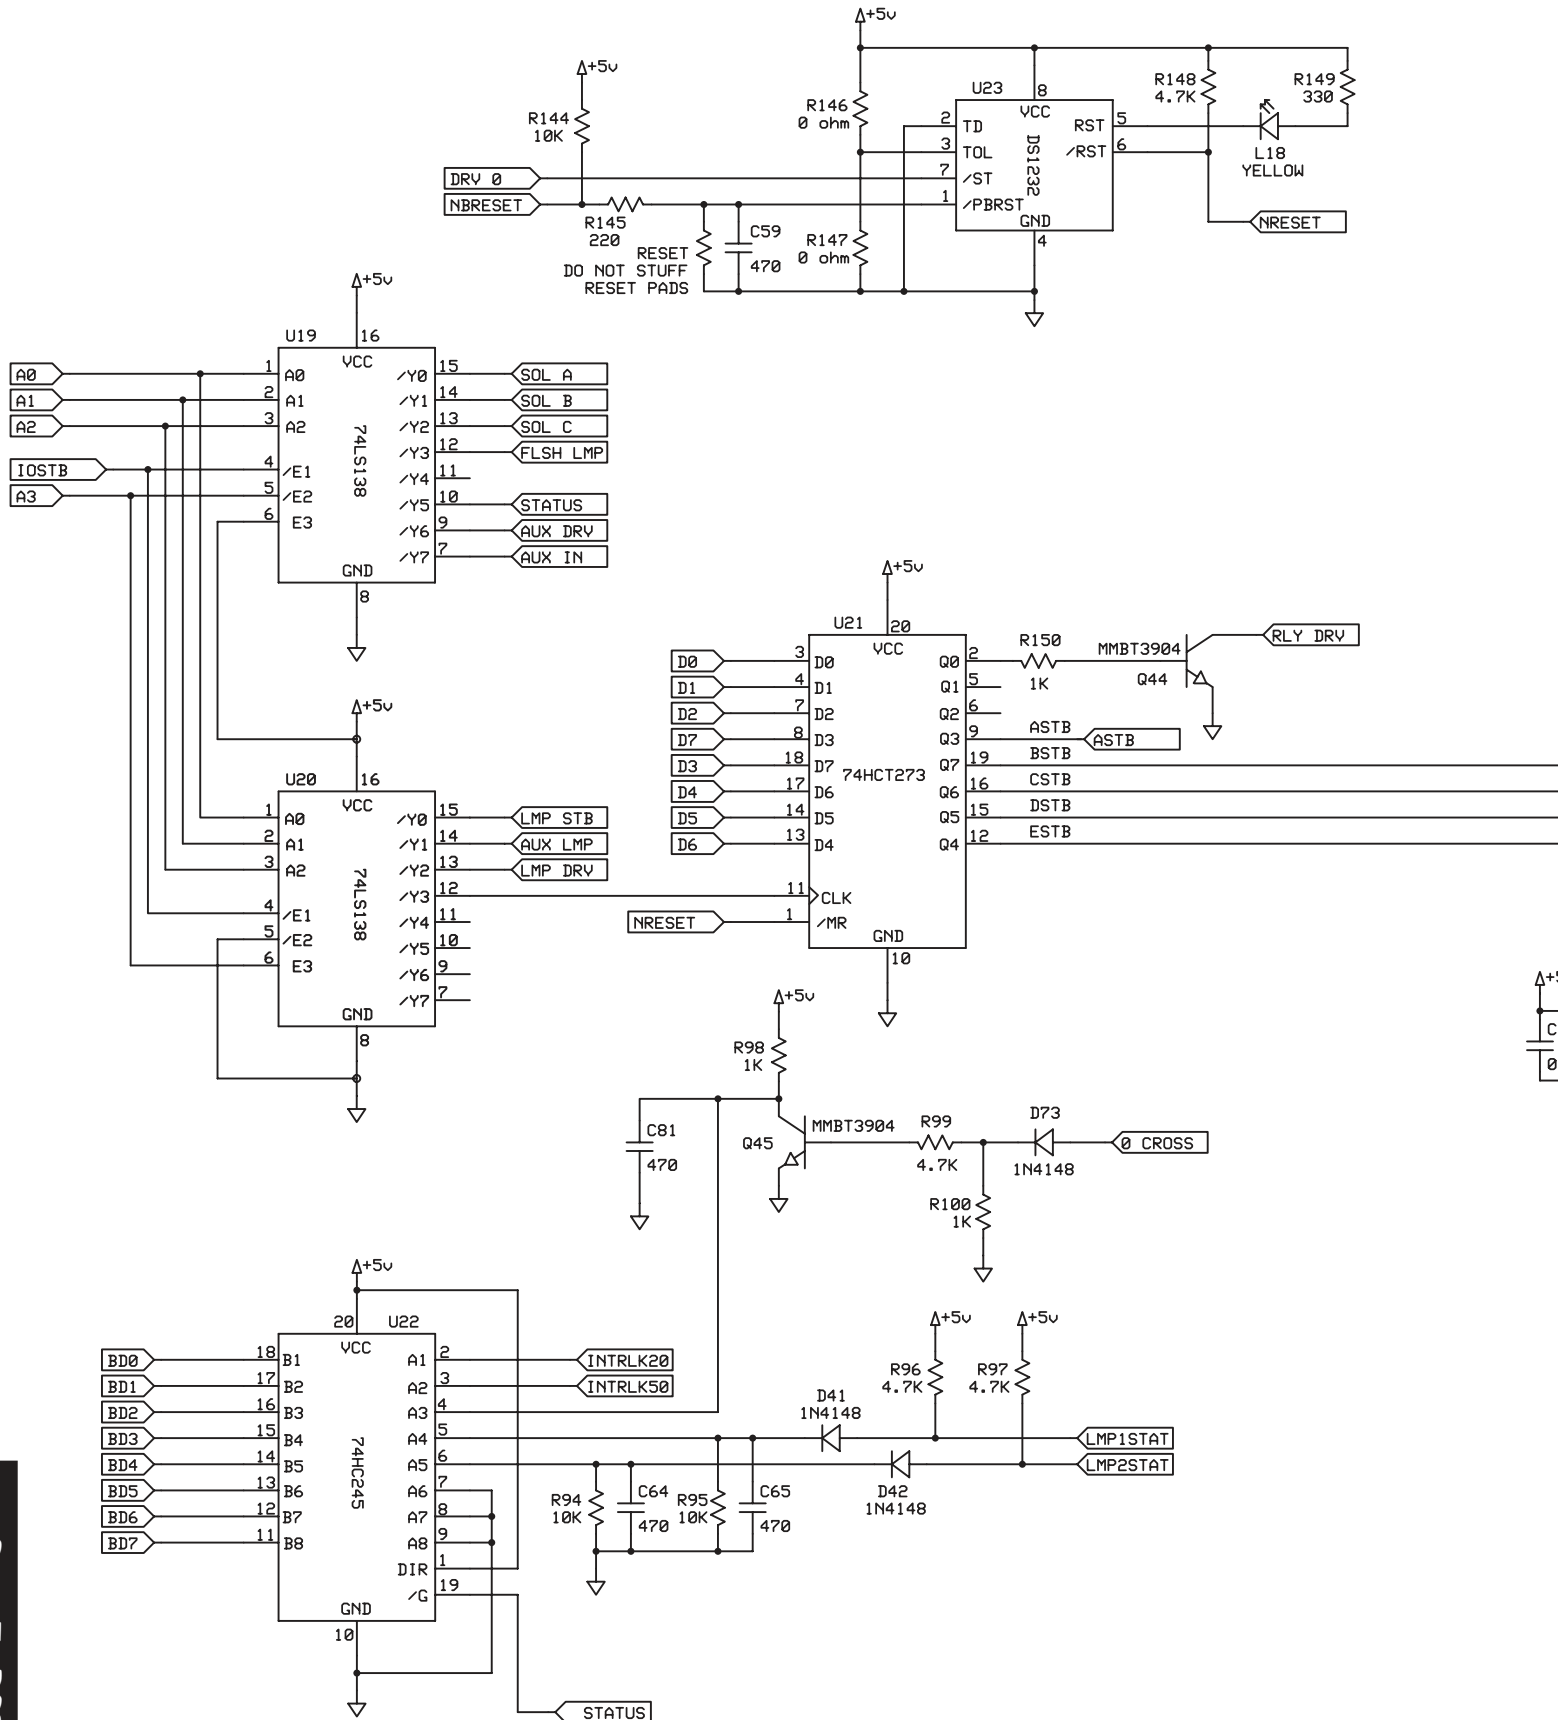 +5v
+5v
R144
10K
R146
0 ohm
U23
8
VCC
R148
4.7K
R149
330
2 TD
RST 5
3 TOL
/RST 6
DS1232
L18
YELLOW
DRV 0
7 /ST
NBRESET
1 /PBRST
R145
220
GND
4
NRESET
RESET
DO NOT STUFF
RESET PADS
C59
470
R147
0 ohm
+5v
U19
16
VCC
A0
1 A0
/Y0 15
SOL A
A1
2 A1
/Y1 14
SOL B
A2
3 A2
/Y2 13
SOL C
74LS138
/Y3 12
FLSH LMP
IOSTB
4 /E1
/Y4 11
A3
5 /E2
/Y5 10
STATUS
6 E3
/Y6 9
AUX DRV
/Y7 7
AUX IN
GND
8
+5v
U20
16
VCC
1 A0
/Y0 15
LMP STB
2 A1
/Y1 14
AUX LMP
3 A2
/Y2 13
LMP DRV
74LS138
/Y3 12
4 /E1
/Y4 11
5 /E2
/Y5 10
6 E3
/Y6 9
/Y7 7
GND
8
+5v
U21
20
VCC
D0
3 D0
Q0 2
R150
1K
MMBT3904
Q44
RLY DRV
D1
4 D1
Q1 5
D2
7 D2
Q2 6
D7
8 D3
Q3 9
ASTB
ASTB
D3
18 D7
Q7 19
BSTB
74HCT273
D4
17 D6
Q6 16
CSTB
D5
14 D5
Q5 15
DSTB
D6
13 D4
Q4 12
ESTB
11 CLK
NRESET
1 /MR
GND
10
+5v
R98
1K
C81
470
Q45
MMBT3904
R99
4.7K
D73
1N4148
0 CROSS
R100
1K
+5v
20
U22
VCC
BD0
18 B1
A1 2
INTRLK20
BD1
17 B2
A2 3
INTRLK50
BD2
16 B3
A3 4
BD3
15 B4
A4 5
BD4
14 B5
A5 6
74HC245
BD5
13 B6
A6 7
BD6
12 B7
A7 8
BD7
11 B8
A8 9
DIR 1
/G 19
GND
10
STATUS
+5v
+5v
R96
4.7K
R97
4.7K
D41
1N4148
LMP1STAT
LMP2STAT
D42
1N4148
R94
10K
C64
470
R95
10K
C65
470